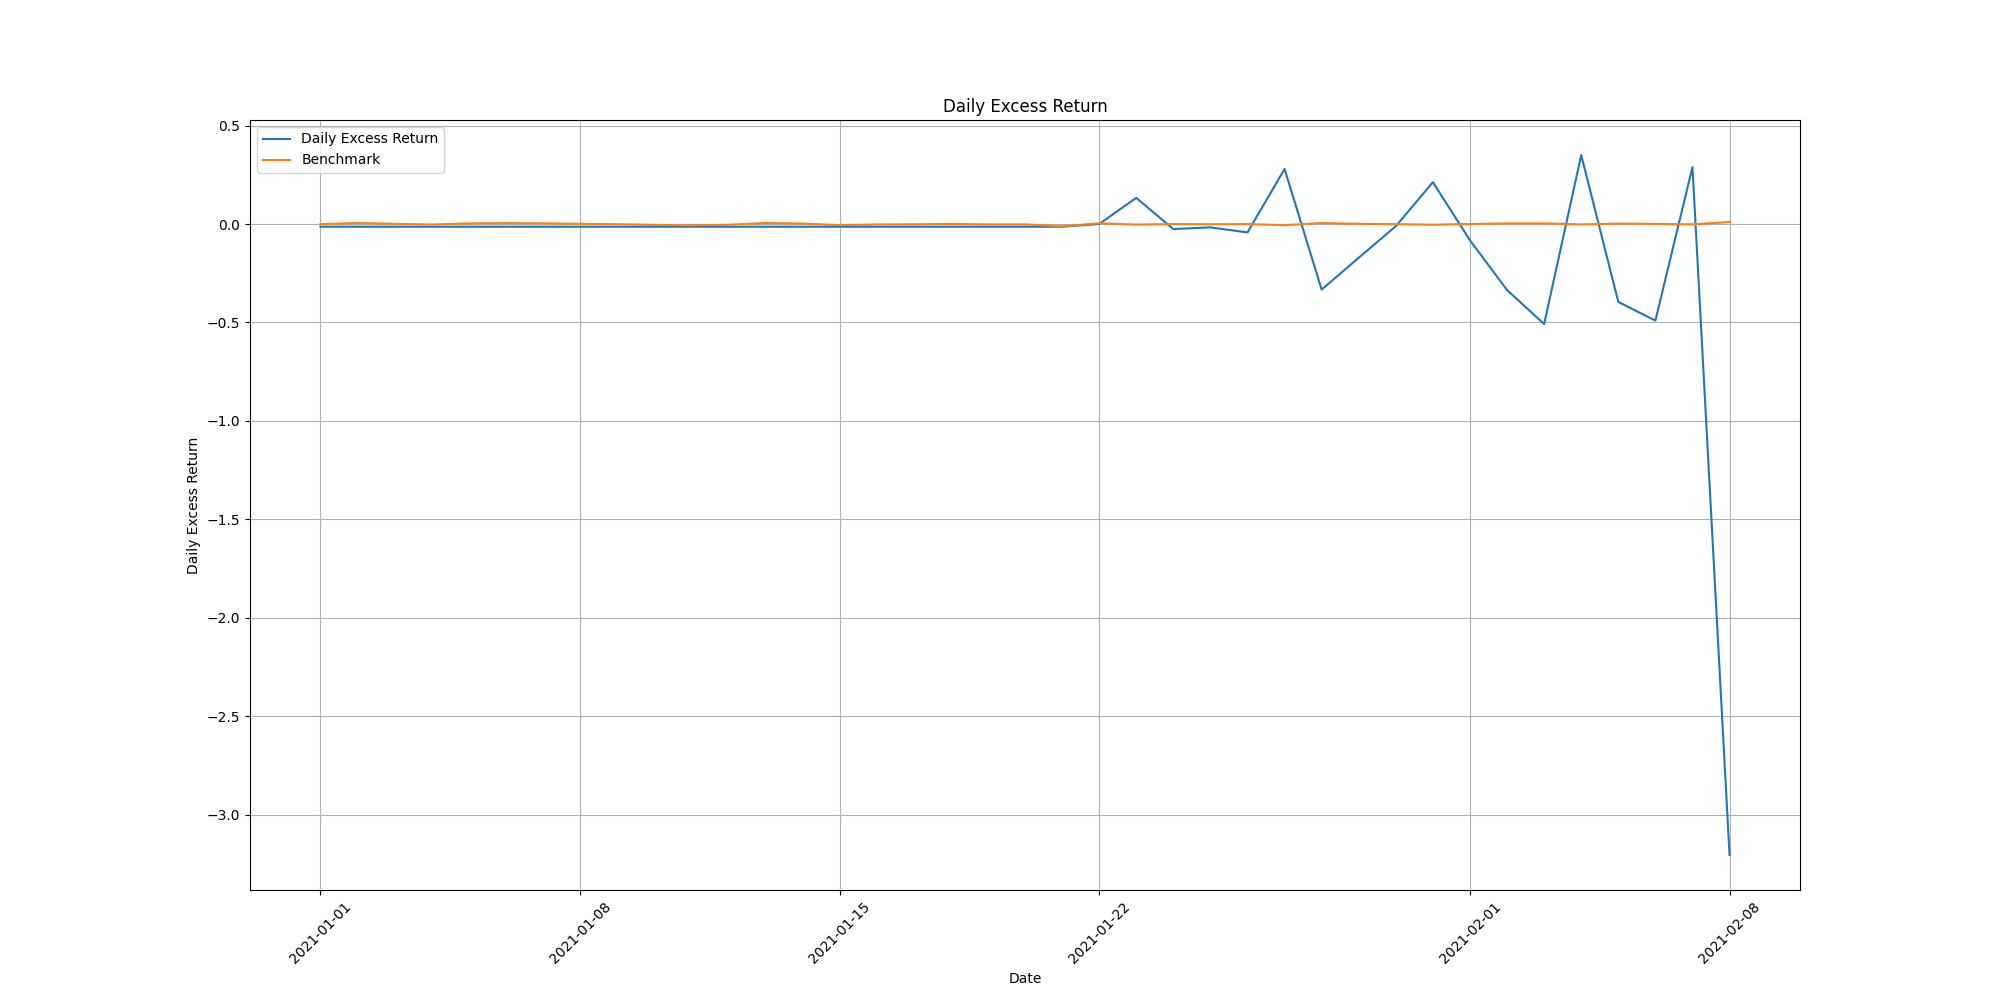 Daily Excess Return
Daily Excess Return
Benchmark
Daily Excess Return
0.5
0.0
−0.5
−1.0
−1.5
−2.0
−2.5
−3.0
2021-01-01
2021-01-08
2021-01-15
2021-01-22
2021-02-01
2021-02-08
Date